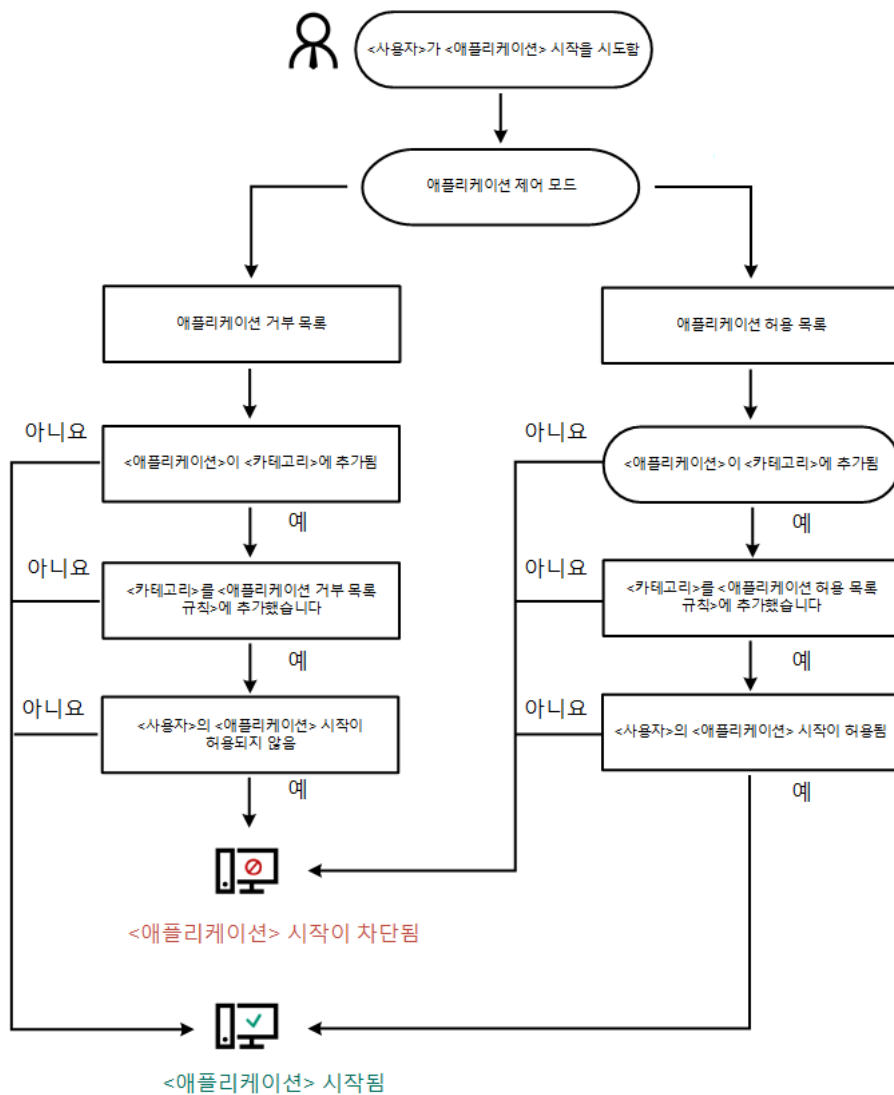 <사용자>가 <애플리케이션> 시작을 시도함
애플리케이션 제어 모드
애플리케이션 거부 목록
애플리케이션 허용 목록
아니요
<애플리케이션>이 <카테고리>에 추가됨
예
아니요
<애플리케이션>이 <카테고리>에 추가됨
예
아니요
<카테고리>를 <애플리케이션 거부 목록
규칙>에 추가했습니다
예
아니요
<카테고리>를 <애플리케이션 허용 목록
규칙>에 추가했습니다
예
아니요
<사용자>의 <애플리케이션> 시작이
허용되지 않음
예
아니요
<사용자>의 <애플리케이션> 시작이 허용됨
예
<애플리케이션> 시작이 차단됨
<애플리케이션> 시작됨